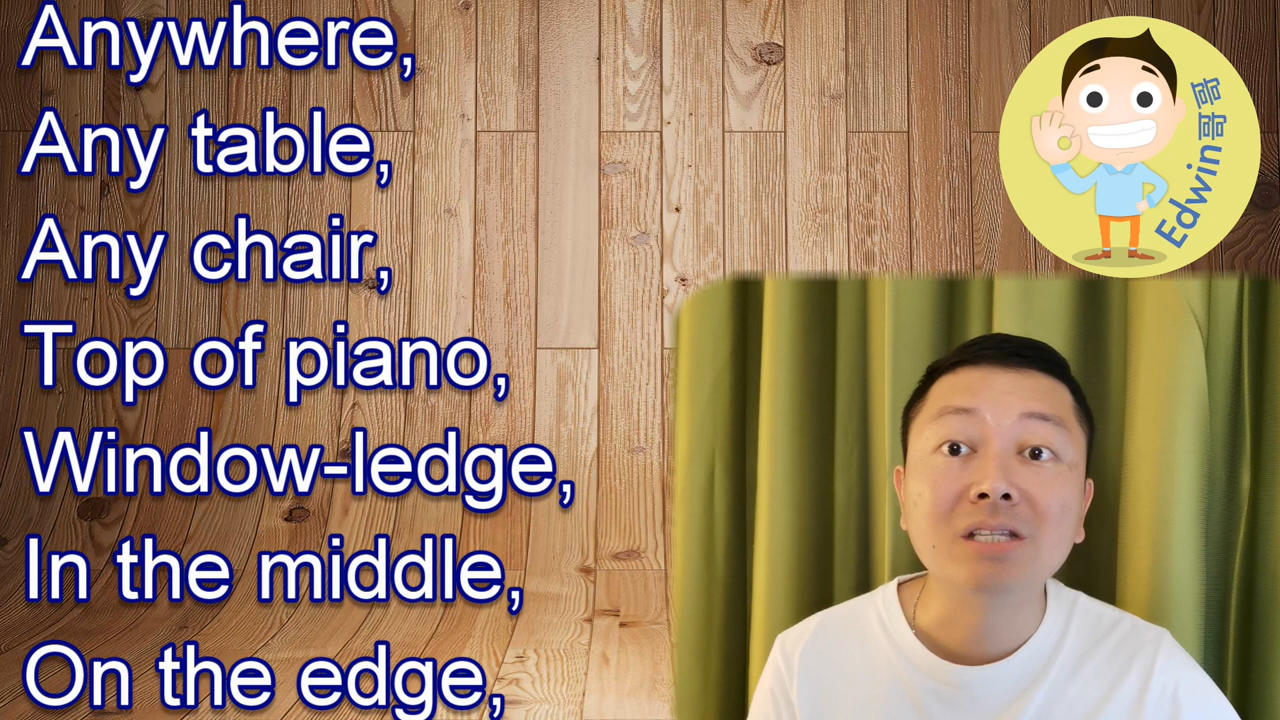 Anywhere,
Any table,
Any chair,
Top of piano,
Window-ledge,
In the middle,
On the edge,
Edwin哥哥